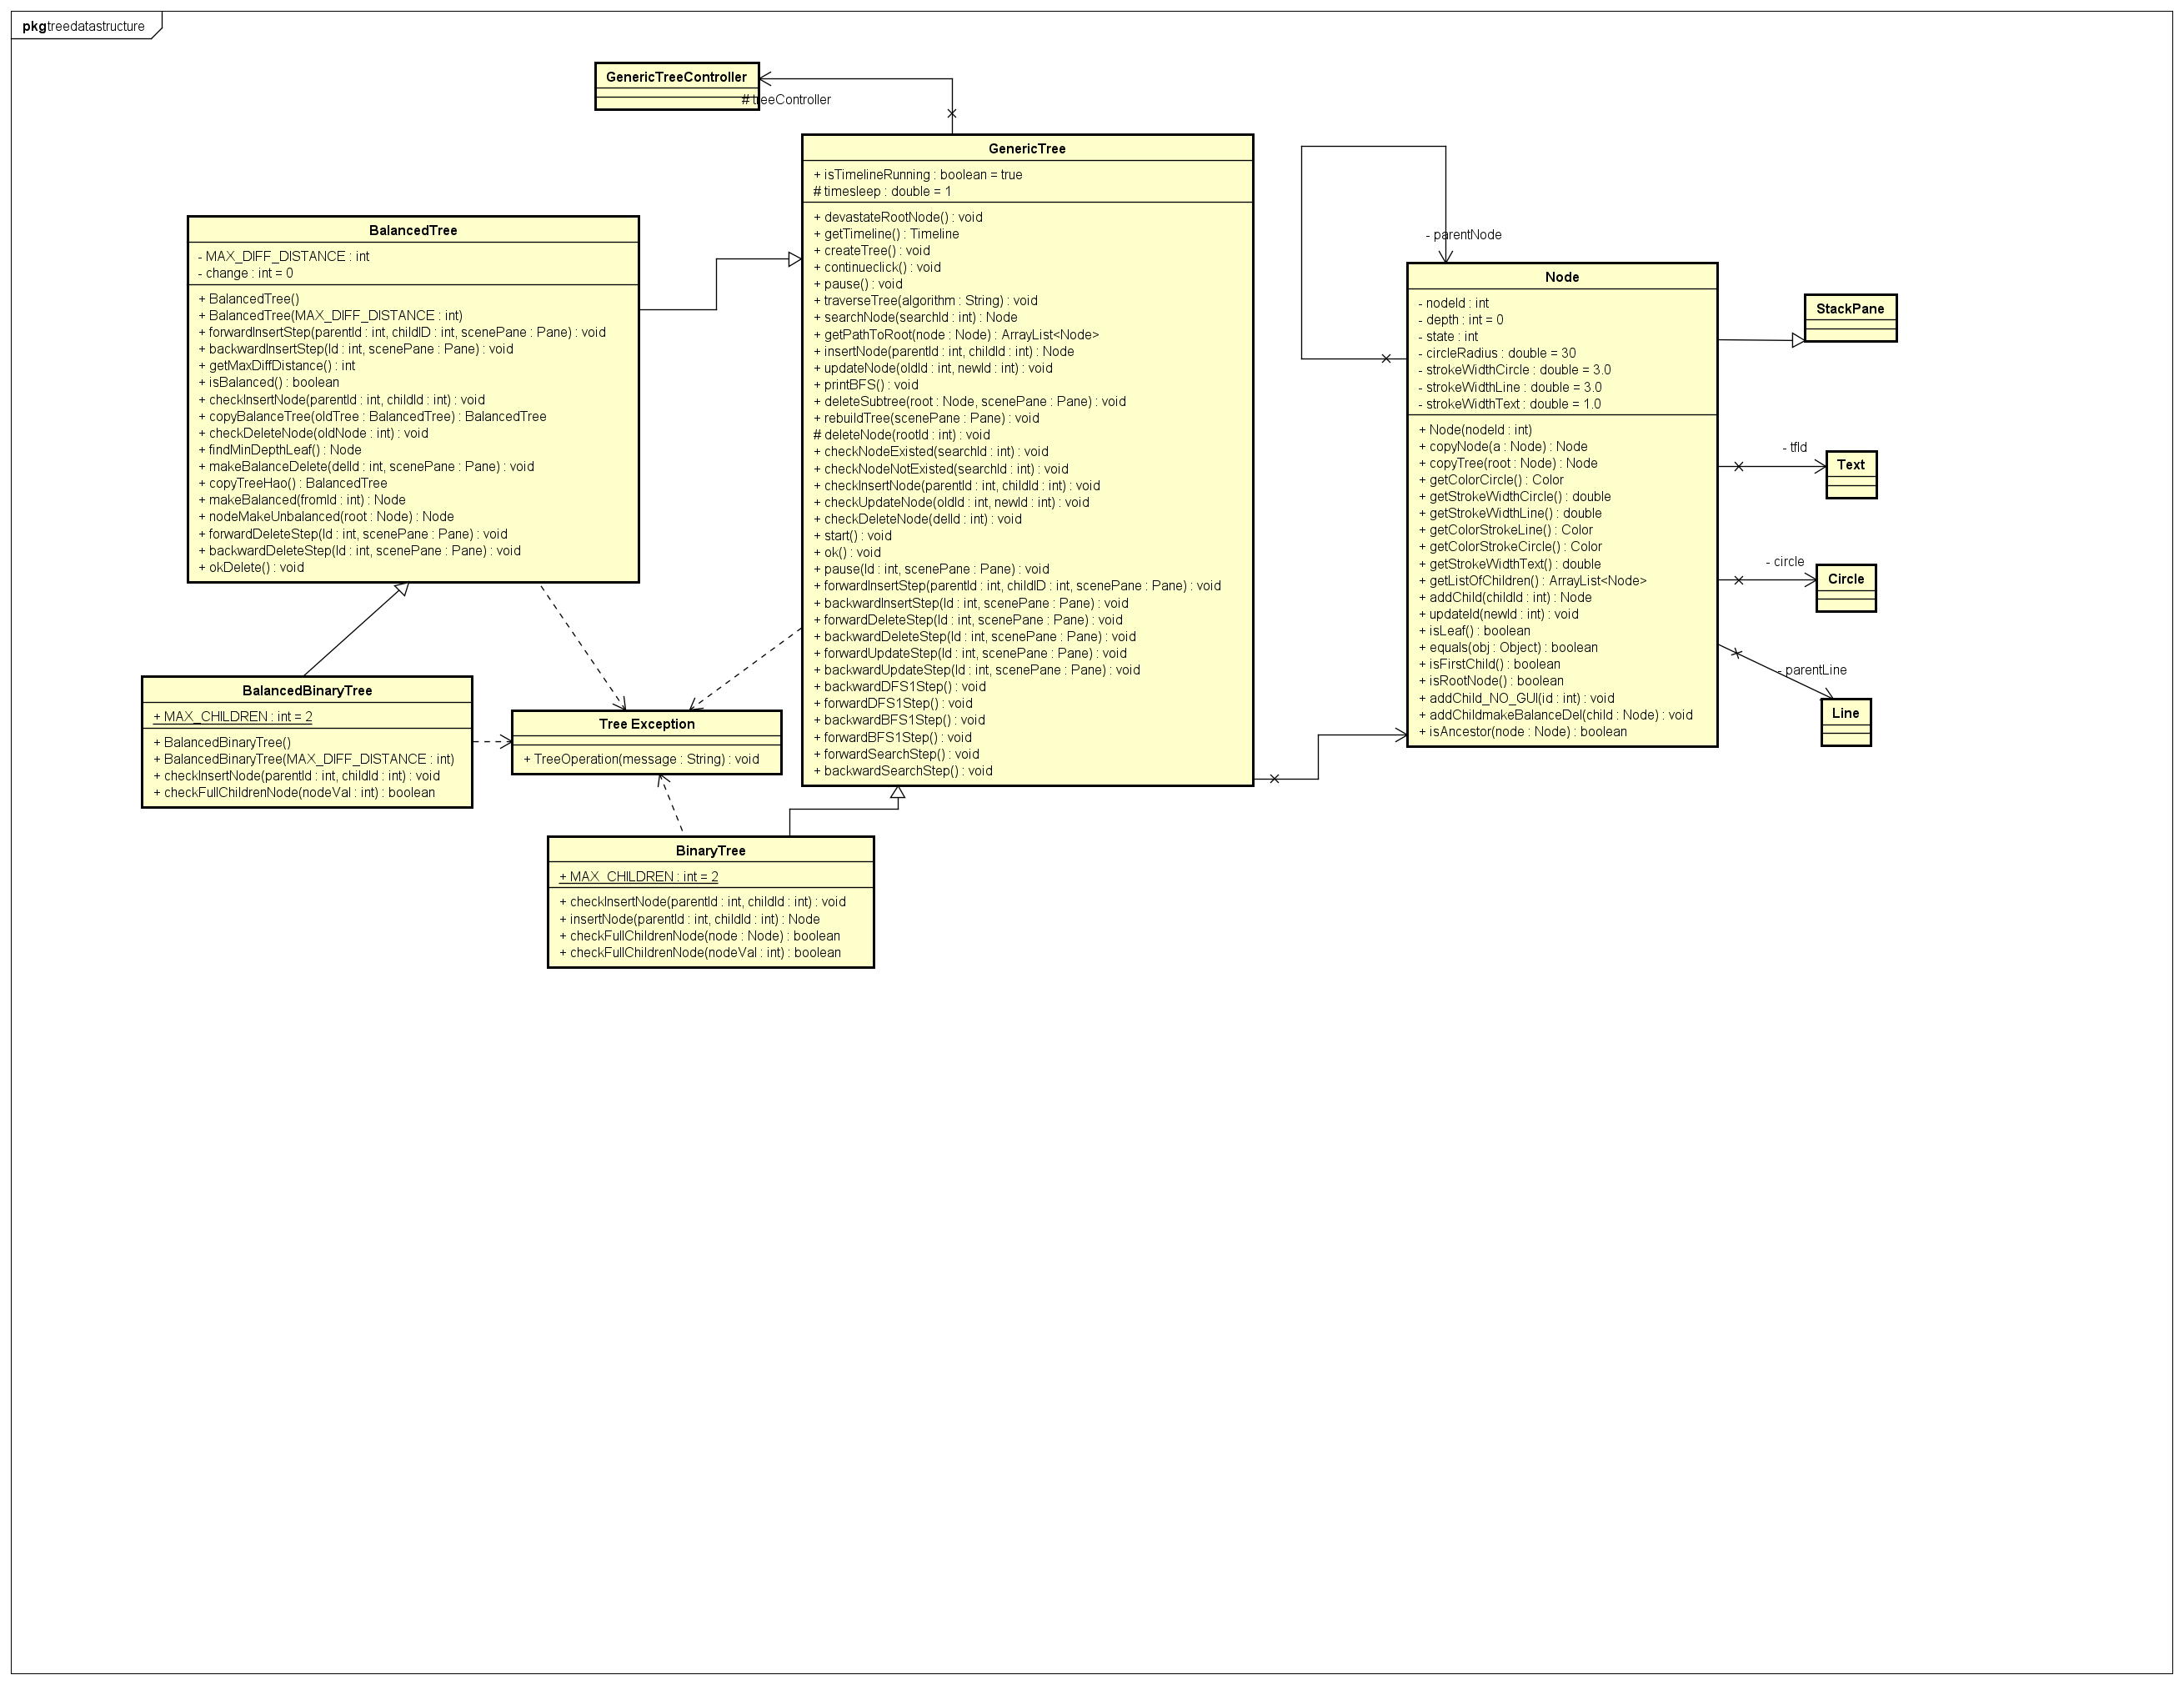 pkg treedatastructure
GenericTreeController
# treeController
GenericTree
+ isTimelineRunning : boolean = true
# timesleep : double = 1
+ devastateRootNode() : void
+ getTimeline() : Timeline
+ createTree() : void
+ continueclick() : void
+ pause() : void
+ traverseTree(algorithm : String) : void
+ searchNode(searchId : int) : Node
+ getPathToRoot(node : Node) : ArrayList<Node>
+ insertNode(parentId : int, childId : int) : Node
+ updateNode(oldId : int, newId : int) : void
+ printBFS() : void
+ deleteSubtree(root : Node, scenePane : Pane) : void
+ rebuildTree(scenePane : Pane) : void
# deleteNode(rootId : int) : void
+ checkNodeExisted(searchId : int) : void
+ checkNodeNotExisted(searchId : int) : void
+ checkInsertNode(parentId : int, childId : int) : void
+ checkUpdateNode(oldId : int, newId : int) : void
+ checkDeleteNode(delId : int) : void
+ start() : void
+ ok() : void
+ pause(Id : int, scenePane : Pane) : void
+ forwardInsertStep(parentId : int, childID : int, scenePane : Pane) : void
+ backwardInsertStep(Id : int, scenePane : Pane) : void
+ forwardDeleteStep(Id : int, scenePane : Pane) : void
+ backwardDeleteStep(Id : int, scenePane : Pane) : void
+ forwardUpdateStep(Id : int, scenePane : Pane) : void
+ backwardUpdateStep(Id : int, scenePane : Pane) : void
+ backwardDFS1Step() : void
+ forwardDFS1Step() : void
+ backwardBFS1Step() : void
+ forwardBFS1Step() : void
+ forwardSearchStep() : void
+ backwardSearchStep() : void
BalancedTree
- MAX_DIFF_DISTANCE : int
- change : int = 0
+ BalancedTree()
+ BalancedTree(MAX_DIFF_DISTANCE : int)
+ forwardInsertStep(parentId : int, childID : int, scenePane : Pane) : void
+ backwardInsertStep(Id : int, scenePane : Pane) : void
+ getMaxDiffDistance() : int
+ isBalanced() : boolean
+ checkInsertNode(parentId : int, childId : int) : void
+ copyBalanceTree(oldTree : BalancedTree) : BalancedTree
+ checkDeleteNode(oldNode : int) : void
+ findMinDepthLeaf() : Node
+ makeBalanceDelete(delId : int, scenePane : Pane) : void
+ copyTreeHao() : BalancedTree
+ makeBalanced(fromId : int) : Node
+ nodeMakeUnbalanced(root : Node) : Node
+ forwardDeleteStep(Id : int, scenePane : Pane) : void
+ backwardDeleteStep(Id : int, scenePane : Pane) : void
+ okDelete() : void
- parentNode
Node
- nodeId : int
- depth : int = 0
- state : int
- circleRadius : double = 30
- strokeWidthCircle : double = 3.0
- strokeWidthLine : double = 3.0
- strokeWidthText : double = 1.0
+ Node(nodeId : int)
+ copyNode(a : Node) : Node
+ copyTree(root : Node) : Node
+ getColorCircle() : Color
+ getStrokeWidthCircle() : double
+ getStrokeWidthLine() : double
+ getColorStrokeLine() : Color
+ getColorStrokeCircle() : Color
+ getStrokeWidthText() : double
+ getListOfChildren() : ArrayList<Node>
+ addChild(childId : int) : Node
+ updateId(newId : int) : void
+ isLeaf() : boolean
+ equals(obj : Object) : boolean
+ isFirstChild() : boolean
+ isRootNode() : boolean
+ addChild_NO_GUI(id : int) : void
+ addChildmakeBalanceDel(child : Node) : void
+ isAncestor(node : Node) : boolean
StackPane
- tfId
Text
- circle
Circle
- parentLine
Line
BalancedBinaryTree
+ MAX_CHILDREN : int = 2
+ BalancedBinaryTree()
+ BalancedBinaryTree(MAX_DIFF_DISTANCE : int)
+ checkInsertNode(parentId : int, childId : int) : void
+ checkFullChildrenNode(nodeVal : int) : boolean
Tree Exception
+ TreeOperation(message : String) : void
BinaryTree
+ MAX_CHILDREN : int = 2
+ checkInsertNode(parentId : int, childId : int) : void
+ insertNode(parentId : int, childId : int) : Node
+ checkFullChildrenNode(node : Node) : boolean
+ checkFullChildrenNode(nodeVal : int) : boolean